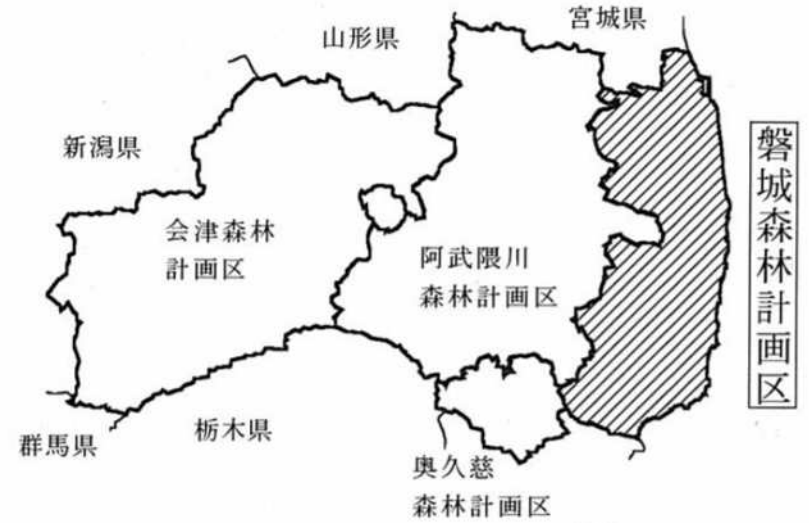 山形県
宮城県
新潟県
会津森林
計画区
阿武隈川
森林計画区
磐城森林計画区
群馬県
栃木県
奥久慈
森林計画区